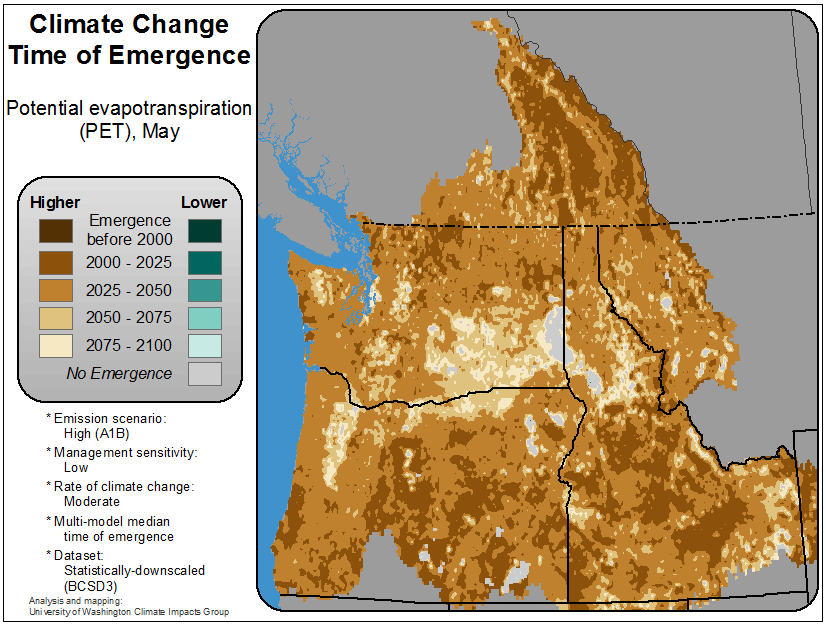 Climate Change
Time of Emergence
Potential evapotranspiration
(PET), May
Higher Lower
Emergence
before 2000
2000 - 2025
2025 - 2050
2050 - 2075
2075 - 2100
No Emergence
* Emission scenario:
High (A1B)
* Management sensitivity:
Low
* Rate of climate change:
Moderate
* Multi-model median
time of emergence
* Dataset:
Statistically-downscaled
(BCSD3)
Analysis and mapping:
University of Washington Climate Impacts Group